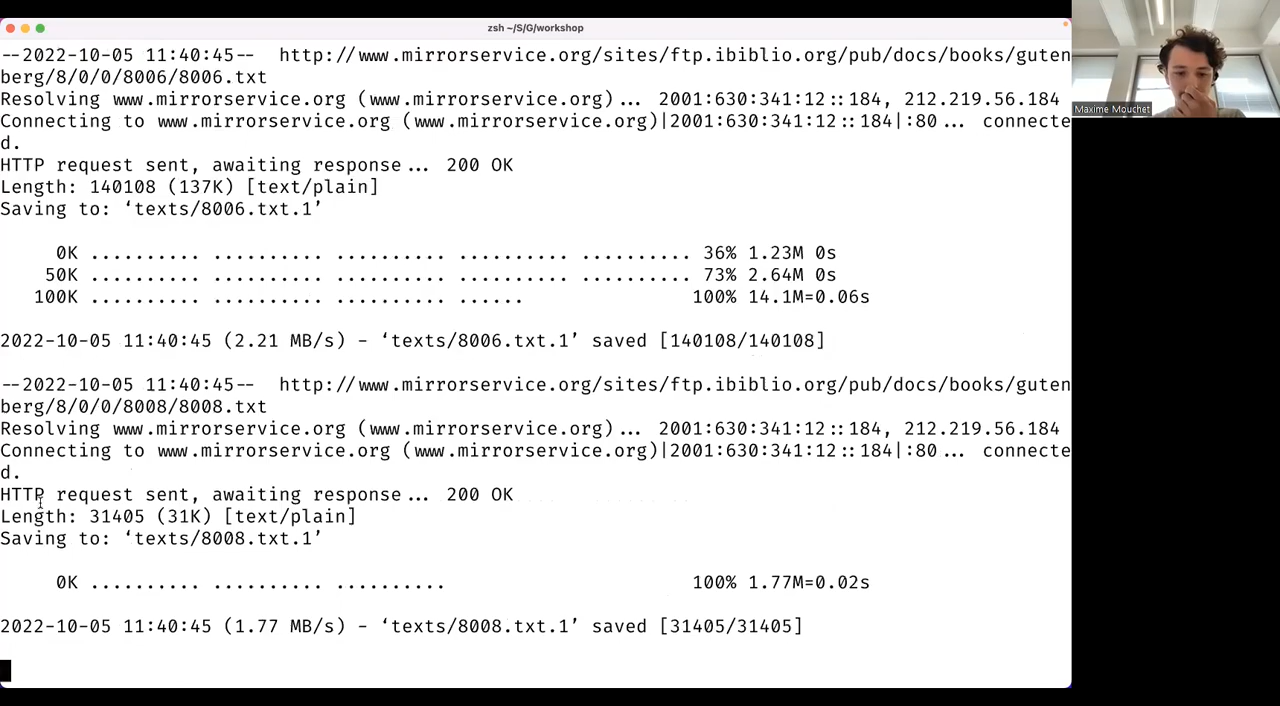 zsh ~/S/G/workshop
--2022-10-05 11:40:45--  http://www.mirrorservice.org/sites/ftp.ibiblio.org/pub/docs/books/guten
berg/8/0/0/8006/8006.txt
Resolving www.mirrorservice.org (www.mirrorservice.org)... 2001:630:341:12::184, 212.219.56.184
Connecting to www.mirrorservice.org (www.mirrorservice.org)|2001:630:341:12::184|:80... connecte
d.
HTTP request sent, awaiting response... 200 OK
Length: 140108 (137K) [text/plain]
Saving to: ‘texts/8006.txt.1’
0K .......... .......... .......... .......... .......... 36% 1.23M 0s
50K .......... .......... .......... .......... .......... 73% 2.64M 0s
100K .......... .......... .......... ...... 100% 14.1M=0.06s
2022-10-05 11:40:45 (2.21 MB/s) - ‘texts/8006.txt.1’ saved [140108/140108]
--2022-10-05 11:40:45--  http://www.mirrorservice.org/sites/ftp.ibiblio.org/pub/docs/books/guten
berg/8/0/0/8008/8008.txt
Resolving www.mirrorservice.org (www.mirrorservice.org)... 2001:630:341:12::184, 212.219.56.184
Connecting to www.mirrorservice.org (www.mirrorservice.org)|2001:630:341:12::184|:80... connecte
d.
HTTP request sent, awaiting response... 200 OK
Length: 31405 (31K) [text/plain]
Saving to: ‘texts/8008.txt.1’
0K .......... .......... .......... 100% 1.77M=0.02s
2022-10-05 11:40:45 (1.77 MB/s) - ‘texts/8008.txt.1’ saved [31405/31405]
Maxime Mouchet